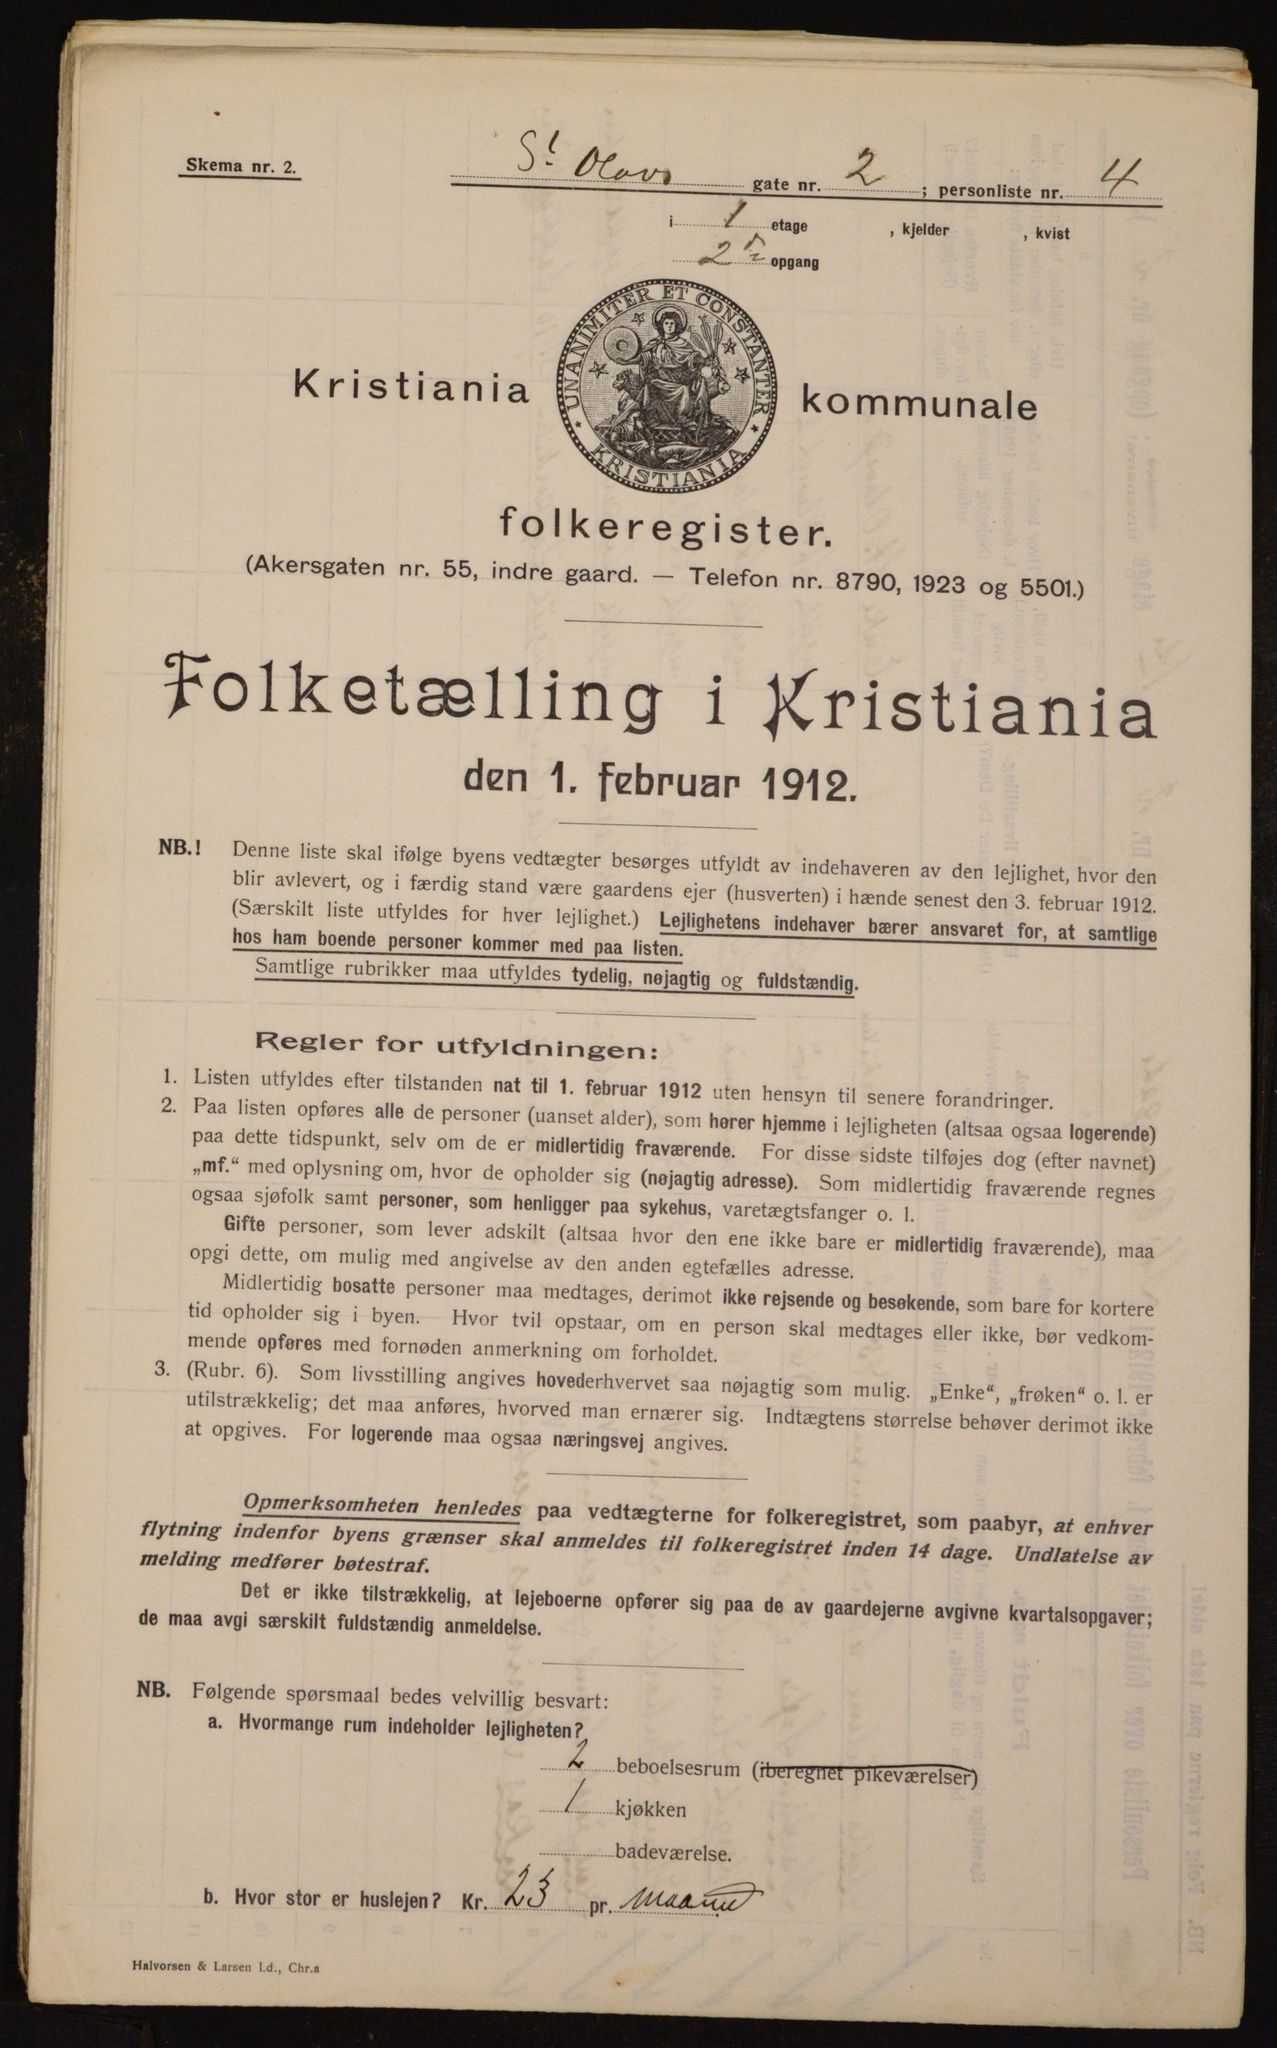 Skema nr. 2.
St Olavs gate nr. 2 ; personliste nr. 4
i 1 etage , kjelder , kvist
2 opgang
UNANIMITER ET CONSTANTER
KRISTIANIA
Kristiania kommunale
folkeregister.
(Akersgaten nr. 55, indre gaard. — Telefon nr. 8790, 1923 og 5501.)
Folketælling i Kristiania
den 1. februar 1912.
NB.! Denne liste skal ifølge byens vedtægter besørges utfyldt av indehaveren av den lejlighet, hvor den
blir avlevert, og i færdig stand være gaardens ejer (husverten) i hænde senest den 3. februar 1912.
(Særskilt liste utfyldes for hver lejlighet.) Lejlighetens indehaver bærer ansvaret for, at samtlige
hos ham boende personer kommer med paa listen.
Samtlige rubrikker maa utfyldes tydelig, nøjagtig og fuldstændig.
Regler for utfyldningen:
1. Listen utfyldes efter tilstanden nat til 1. februar 1912 uten hensyn til senere forandringer.
2. Paa listen opføres alle de personer (uanset alder), som hører hjemme i lejligheten (altsaa ogsaa logerende)
paa dette tidspunkt, selv om de er midlertidig fraværende. For disse sidste tilføjes dog (efter navnet)
„mf.“ med oplysning om, hvor de opholder sig (nøjagtig adresse). Som midlertidig fraværende regnes
ogsaa sjøfolk samt personer, som henligger paa sykehus, varetægtsfanger o. l.
Gifte personer, som lever adskilt (altsaa hvor den ene ikke bare er midlertidig fraværende), maa
opgi dette, om mulig med angivelse av den anden egtefælles adresse.
Midlertidig bosatte personer maa medtages, derimot ikke rejsende og besøkende, som bare for kortere
tid opholder sig i byen. Hvor tvil opstaar, om en person skal medtages eller ikke, bør vedkom-
mende opføres med fornøden anmerkning om forholdet.
3. (Rubr. 6). Som livsstilling angives hovederhvervet saa nøjagtig som mulig. „Enke“, „frøken“ o. l. er
utilstrækkelig; det maa anføres, hvorved man ernærer sig. Indtægtens størrelse behøver derimot ikke
at opgives. For logerende maa ogsaa næringsvej angives.
Opmerksomheten henledes paa vedtægterne for folkeregistret, som paabyr, at enhver
flytning indenfor byens grænser skal anmeldes til folkeregistret inden 14 dage. Undlatelse av
melding medfører bøtestraf.
Det er ikke tilstrækkelig, at lejeboerne opfører sig paa de av gaardejerne avgivne kvartalsopgaver;
de maa avgi særskilt fuldstændig anmeldelse.
NB. Følgende spørsmaal bedes velvillig besvart:
a. Hvormange rum indeholder lejligheten?
2 beboelsesrum (iberegnet pikeværelser)
1 kjøkken
badeværelse.
b. Hvor stor er huslejen? Kr. 23 pr. Maaned
Halvorsen & Larsen Ld., Chr.a